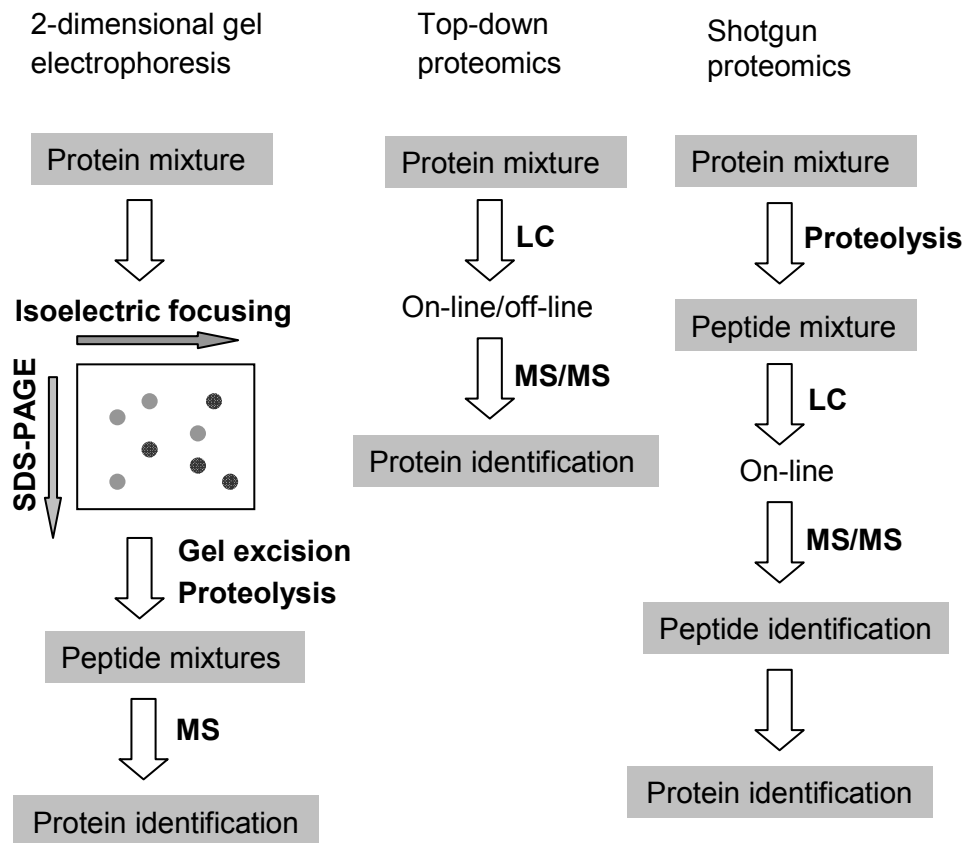 2-dimensional gel
electrophoresis
Protein mixture
Isoelectric focusing
SDS-PAGE
Gel excision
Proteolysis
Peptide mixtures
MS
Protein identification
Top-down
proteomics
Protein mixture
LC
On-line/off-line
MS/MS
Protein identification
Shotgun
proteomics
Protein mixture
Proteolysis
Peptide mixture
LC
On-line
MS/MS
Peptide identification
Protein identification